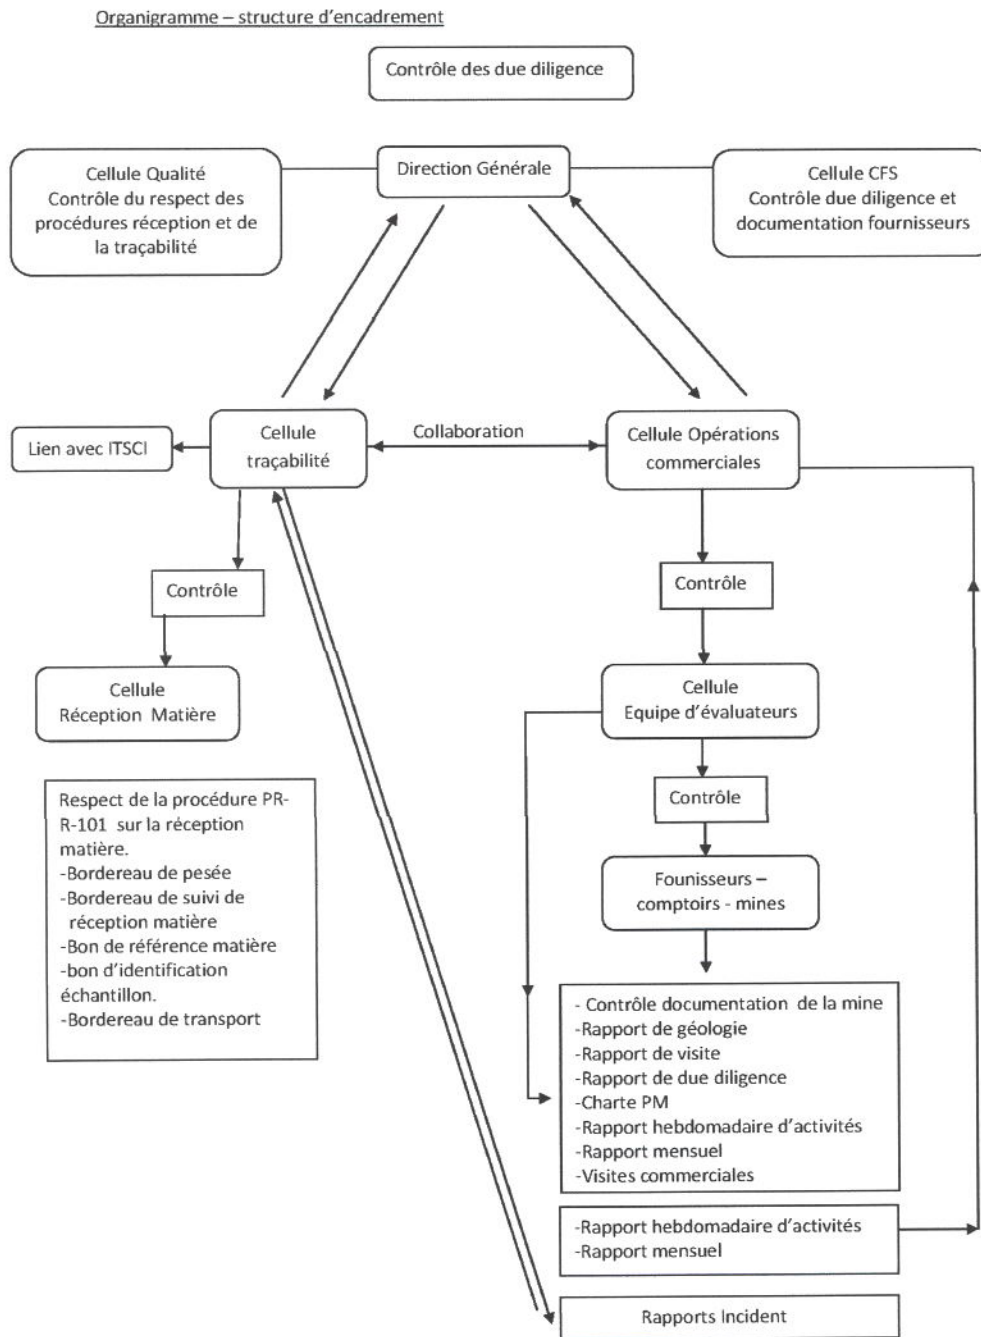 Organigramme – structure d'encadrement
Contrôle des due diligence
Cellule Qualité
Contrôle du respect des
procédures réception et de
la traçabilité
Direction Générale
Cellule CFS
Contrôle due diligence et
documentation fournisseurs
Lien avec ITSCI
Cellule
traçabilité
Collaboration
Cellule Opérations
commerciales
Contrôle
Contrôle
Cellule
Réception Matière
Cellule
Equipe d'évaluateurs
Contrôle
Founisseurs –
comptoirs - mines
Respect de la procédure PR-
R-101 sur la réception
matière.
-Bordereau de pesée
-Bordereau de suivi de
réception matière
-Bon de référence matière
-bon d'identification
échantillon.
-Bordereau de transport
- Contrôle documentation de la mine
-Rapport de géologie
-Rapport de visite
-Rapport de due diligence
-Charte PM
-Rapport hebdomadaire d'activités
-Rapport mensuel
-Visites commerciales
-Rapport hebdomadaire d'activités
-Rapport mensuel
Rapports Incident